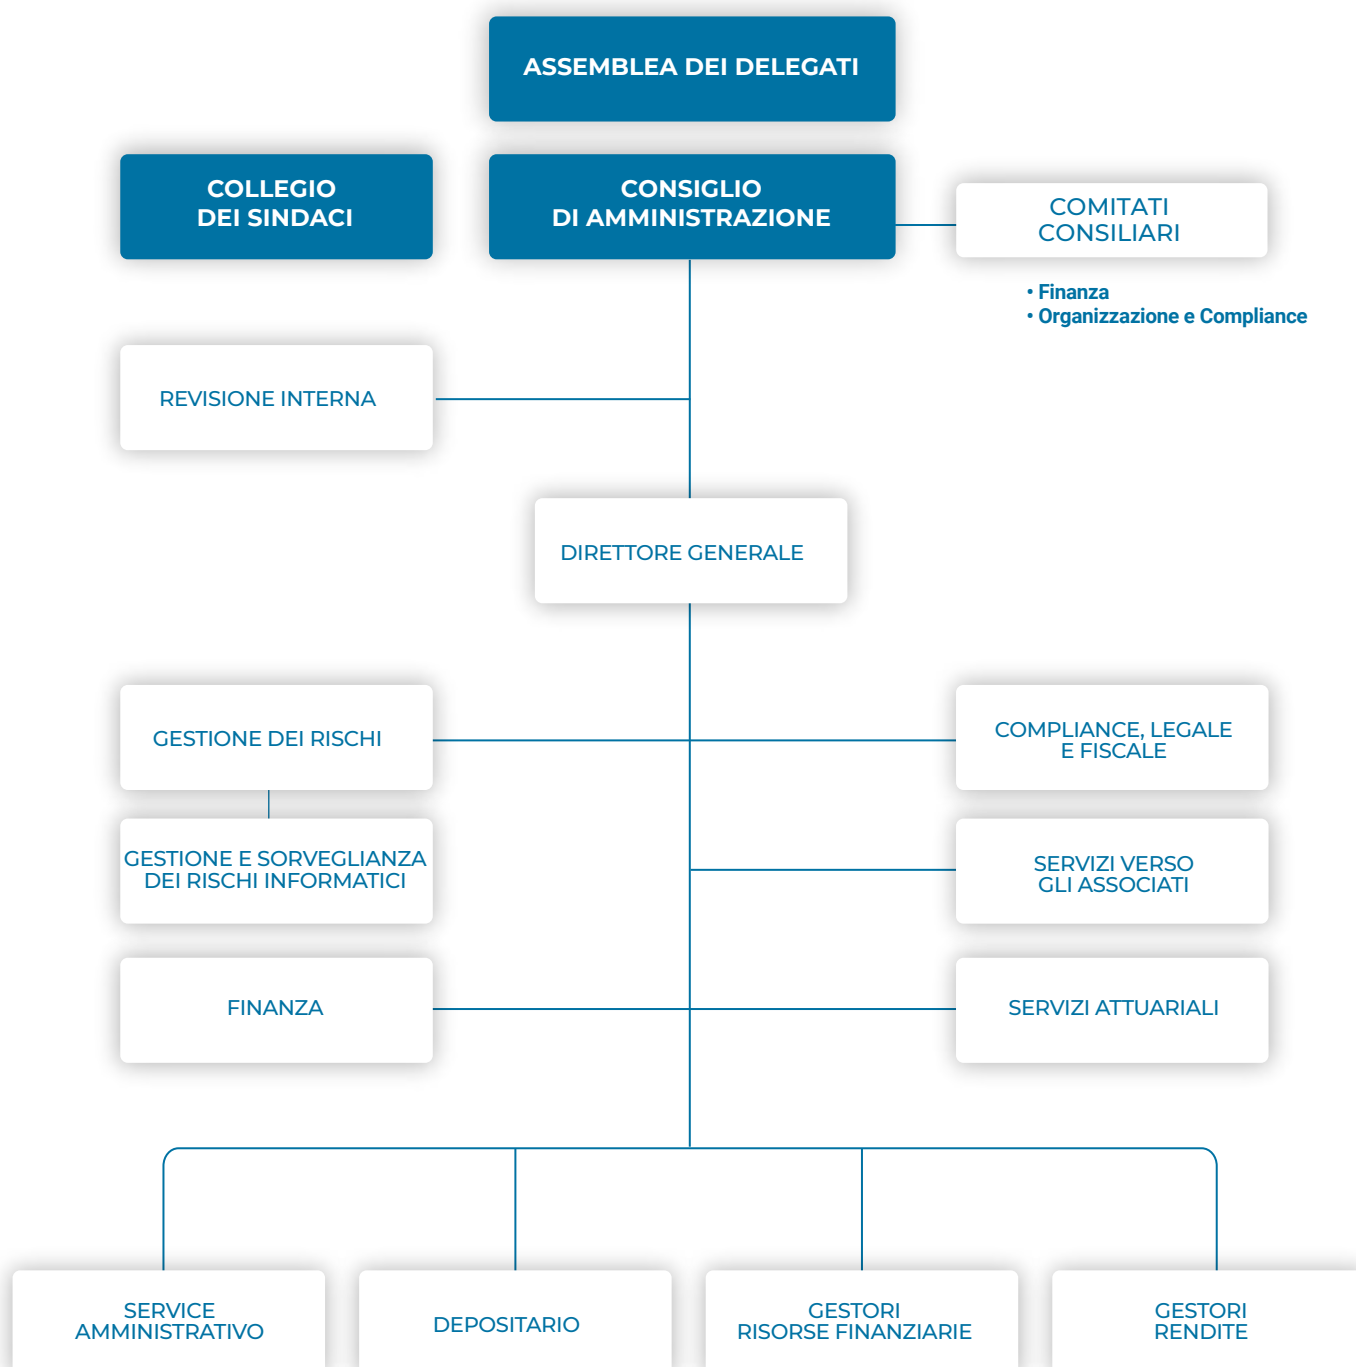 ASSEMBLEA DEI DELEGATI
COLLEGIO
DEI SINDACI
CONSIGLIO
DI AMMINISTRAZIONE
COMITATI
CONSILIARI
• Finanza
• Organizzazione e Compliance
REVISIONE INTERNA
DIRETTORE GENERALE
GESTIONE DEI RISCHI
COMPLIANCE, LEGALE
E FISCALE
GESTIONE E SORVEGLIANZA
DEI RISCHI INFORMATICI
SERVIZI VERSO
GLI ASSOCIATI
FINANZA
SERVIZI ATTUARIALI
SERVICE
AMMINISTRATIVO
DEPOSITARIO
GESTORI
RISORSE FINANZIARIE
GESTORI
RENDITE